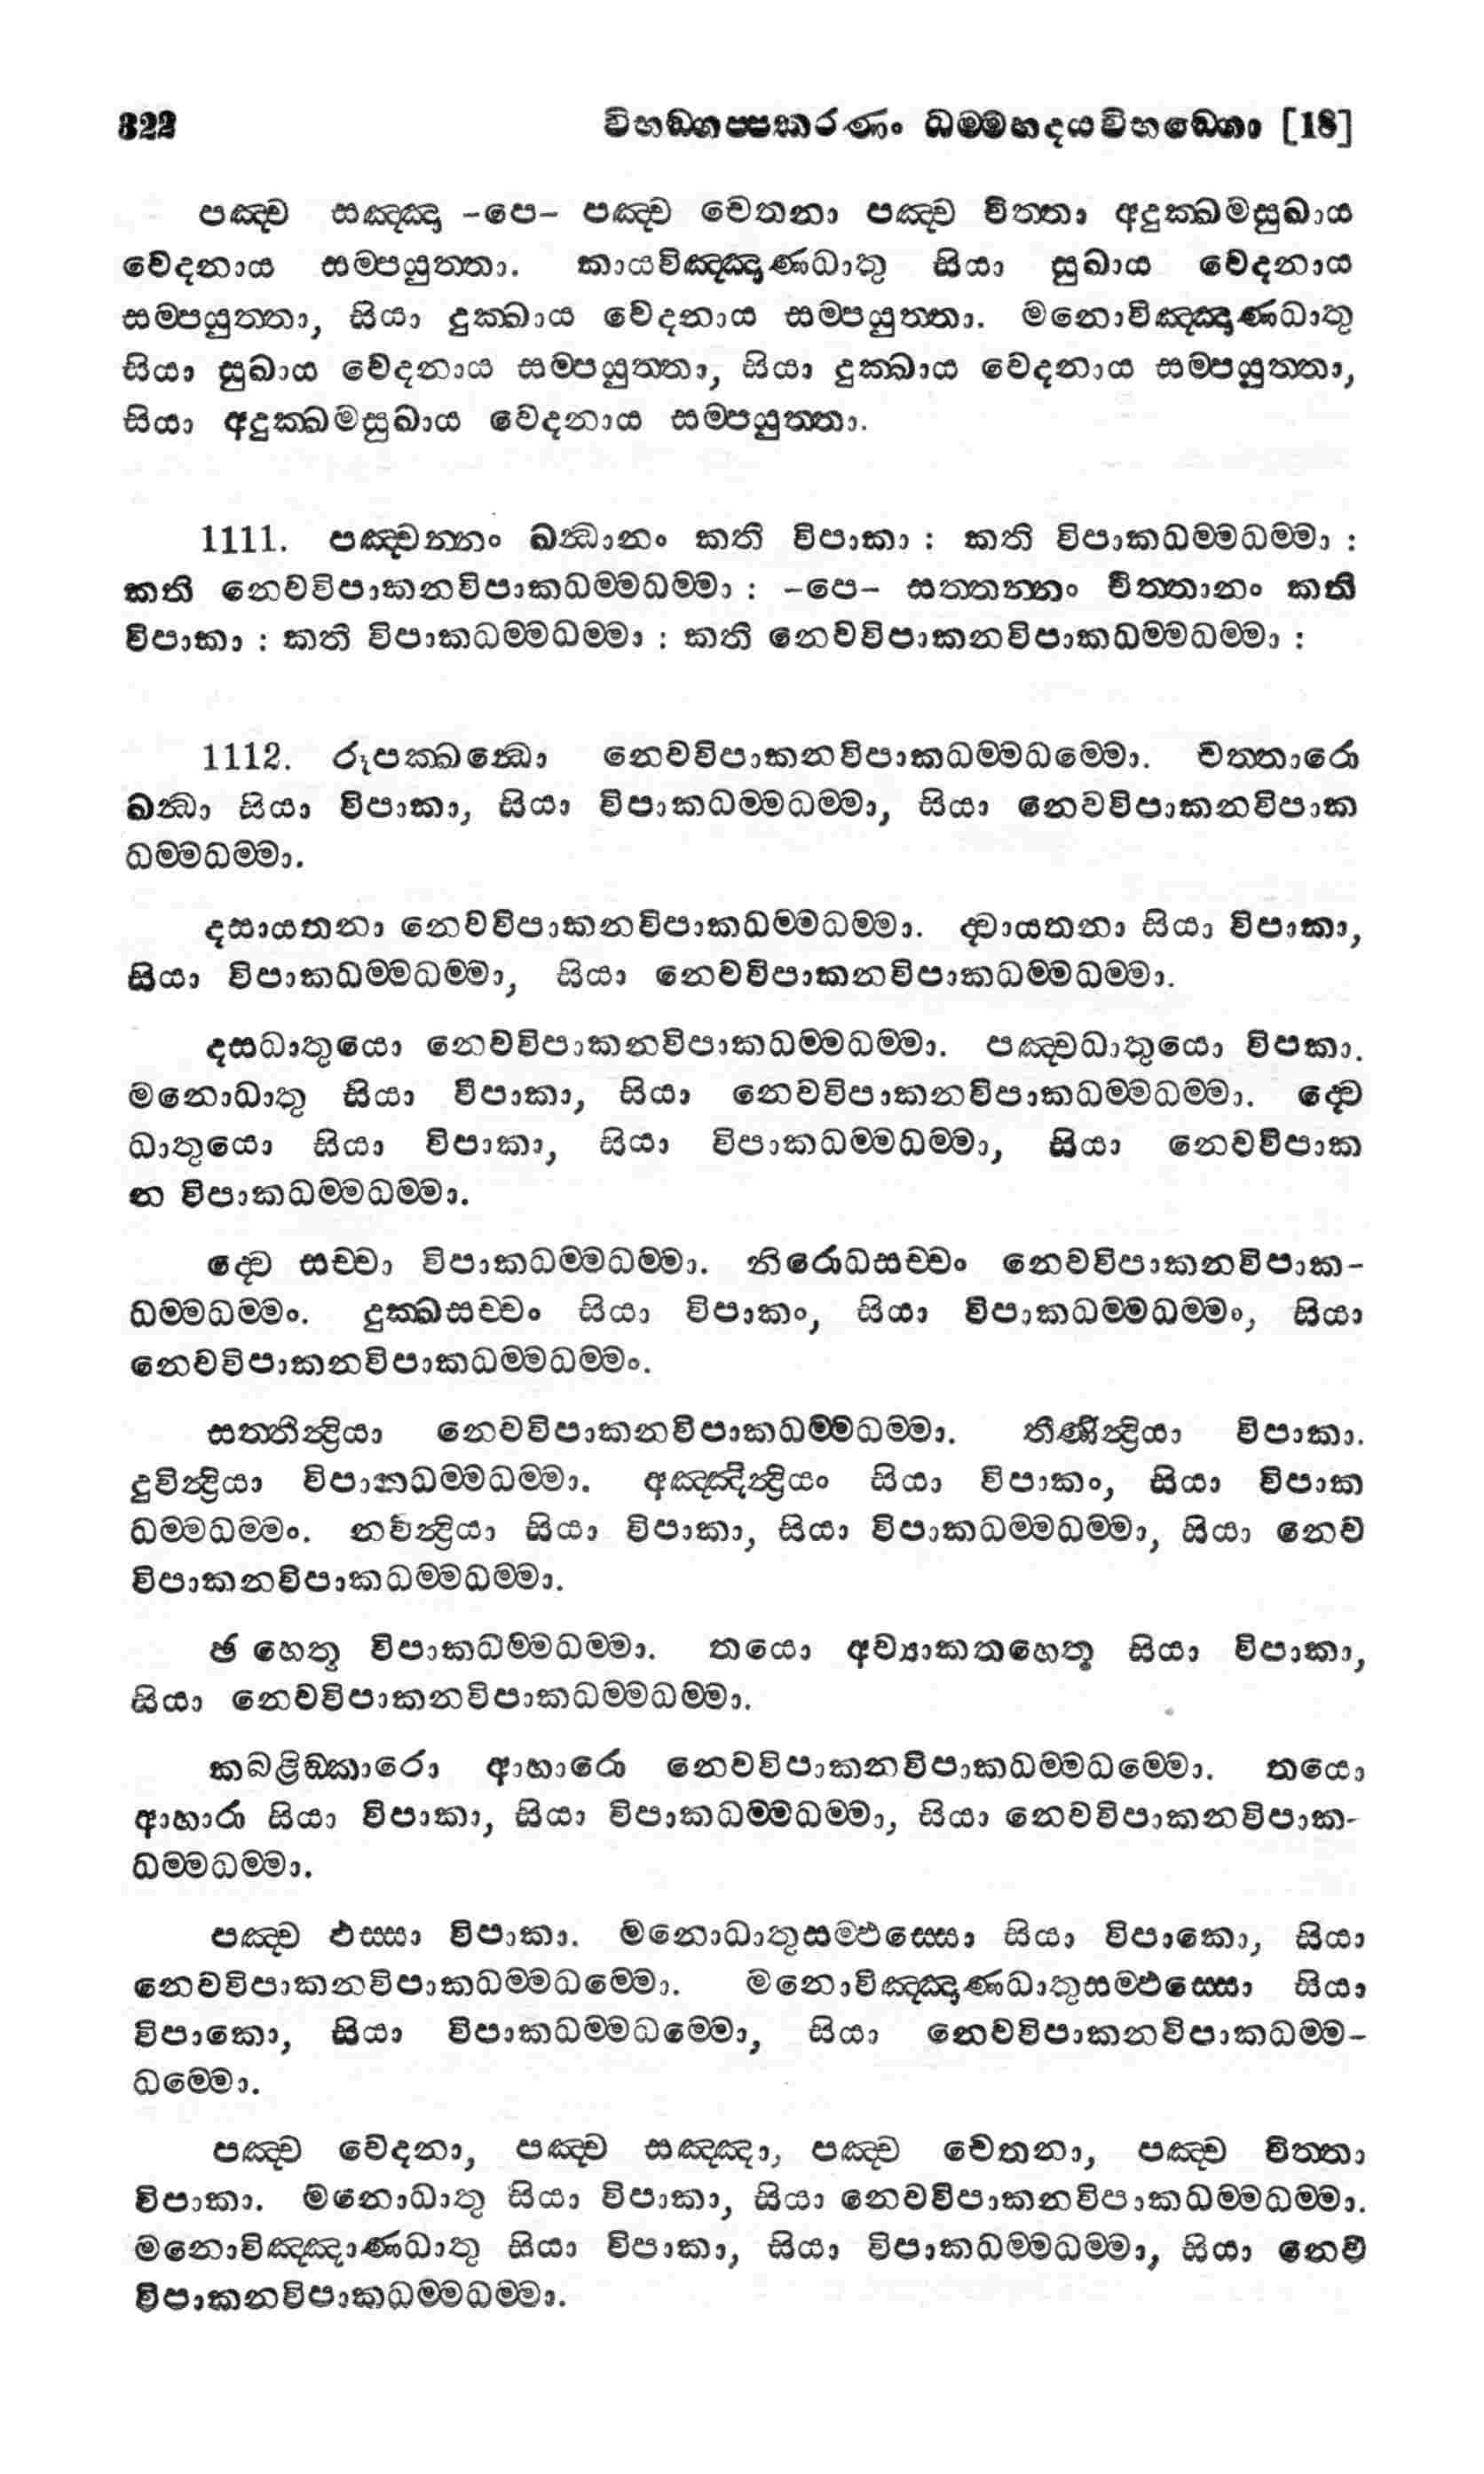 322 විභඞ්ගප්පකරණං ධම්මහදයවිභඞ්ගො [18]
පඤ්ච සඤ්ඤා -පෙ- පඤ්ච චෙතනා පඤ්ච චිත්තා අදුක්ඛමසුඛාය
වෙදනාය සම්පයුත්තා. කායවිඤ්ඤාණධාතු සියා සුඛාය වෙදනාය
සම්පයුත්තා, සියා දුක්ඛාය වෙදනාය සම්පයුත්තා. මනොවිඤ්ඤාණධාතු
සියා සුඛාය වෙදනාය සම්පයුත්තා, සියා දුක්ඛාය වෙදනාය සම්පයුත්තා,
සියා අදුක්ඛමසුඛාය වෙදනාය සම්පයුත්තා.
1111. පඤ්චන්නං ඛන්ධානං කති විපාකා : කති විපාකධම්මධම්මා :
කති නෙවවිපාකනවිපාකධම්මධම්මා : -පෙ- සත්තන්නං චිත්තානං කති
විපාකා : කති විපාකධම්මධම්මා : කති නෙවවිපාකනවිපාකධම්මධම්මා :
1112. රූපක්ඛන්ධො නෙවවිපාකනවිපාකධම්මධම්මො. චත්තාරො
ඛන්ධා සියා විපාකා, සියා විපාකධම්මධම්මා, සියා නෙවවිපාකනවිපාක
ධම්මධම්මා.
දසායතනා නෙවවිපාකනවිපාකධම්මධම්මා. ද්වායතනා සියා විපාකා,
සියා විපාකධම්මධම්මා, සියා නෙවවිපාකනවිපාකධම්මධම්මා.
දසධාතුයො නෙවවිපාකනවිපාකධම්මධම්මා. පඤ්චධාතුයො විපකා.
මනොධාතු සියා විපාකා, සියා නෙවවිපාකනවිපාකධම්මධම්මා. ද්වෙ
ධාතුයො සියා විපාකා, සියා විපාකධම්මධම්මා, සියා නෙවවිපාක
න විපාකධම්මධම්මා.
ද්වෙ සච්චා විපාකධම්මධම්මා. නිරොධසච්චං නෙවවිපාකනවිපාක-
ධම්මධම්මං. දුක්ඛසච්චං සියා විපාකං, සියා විපාකධම්මධම්මං, සියා
නෙවවිපාකනවිපාකධම්මධම්මං.
සත්තින්ද්‍රියා නෙවවිපාකනවිපාකධම්මධම්මා. තිණින්ද්‍රියා විපාකා.
දුවින්ද්‍රියා විපාකධම්මධම්මා. අඤ්ඤින්ද්‍රියං සියා විපාකං, සියා විපාක
ධම්මධම්මං. නවින්ද්‍රියා සියා විපාකා, සියා විපාකධම්මධම්මා, සියා නෙව
විපාකනවිපාකධම්මධම්මා.
ඡ හෙතූ විපාකධම්මධම්මා. තයො අව්‍යාකතහෙතූ සියා විපාකා,
සියා නෙවවිපාකනවිපාකධම්මධම්මා.
කබළිඞ්කාරො ආහාරො නෙවවිපාකනවිපාකධම්මධම්මො. තයො
ආහාරා සියා විපාකා, සියා විපාකධම්මධම්මා, සියා නෙවවිපාකනවිපාක-
ධම්මධම්මා.
පඤ්ච ඵස්සා විපාකා. මනොධාතුසම්ඵස්සො සියා විපාකො, සියා
නෙවවිපාකනවිපාකධම්මධම්මො. මනොවිඤ්ඤාණධාතුසම්ඵස්සො සියා
විපාකො, සියා විපාකධම්මධම්මො, සියා නෙවවිපාකනවිපාකධම්ම-
ධම්මො.
පඤ්ච වෙදනා, පඤ්ච සඤ්ඤා, පඤ්ච චෙතනා, පඤ්ච චිත්තා
විපාකා. මනොධාතු සියා විපාකා, සියා නෙවවිපාකනවිපාකධම්මධම්මා.
මනොවිඤ්ඤාණධාතු සියා විපාකා, සියා විපාකධම්මධම්මා, සියා නෙව
විපාකනවිපාකධම්මධම්මා.